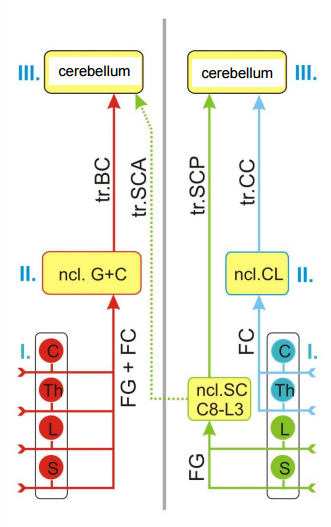 III.
cerebellum
cerebellum
III.
tr.BC
tr.SCA
tr.SCP
tr.CC
II.
ncl. G+C
ncl.CL
II.
I.
C
Th
L
S
FG + FC
ncl.SC
C8-L3
FG
FC
I.
C
Th
L
S